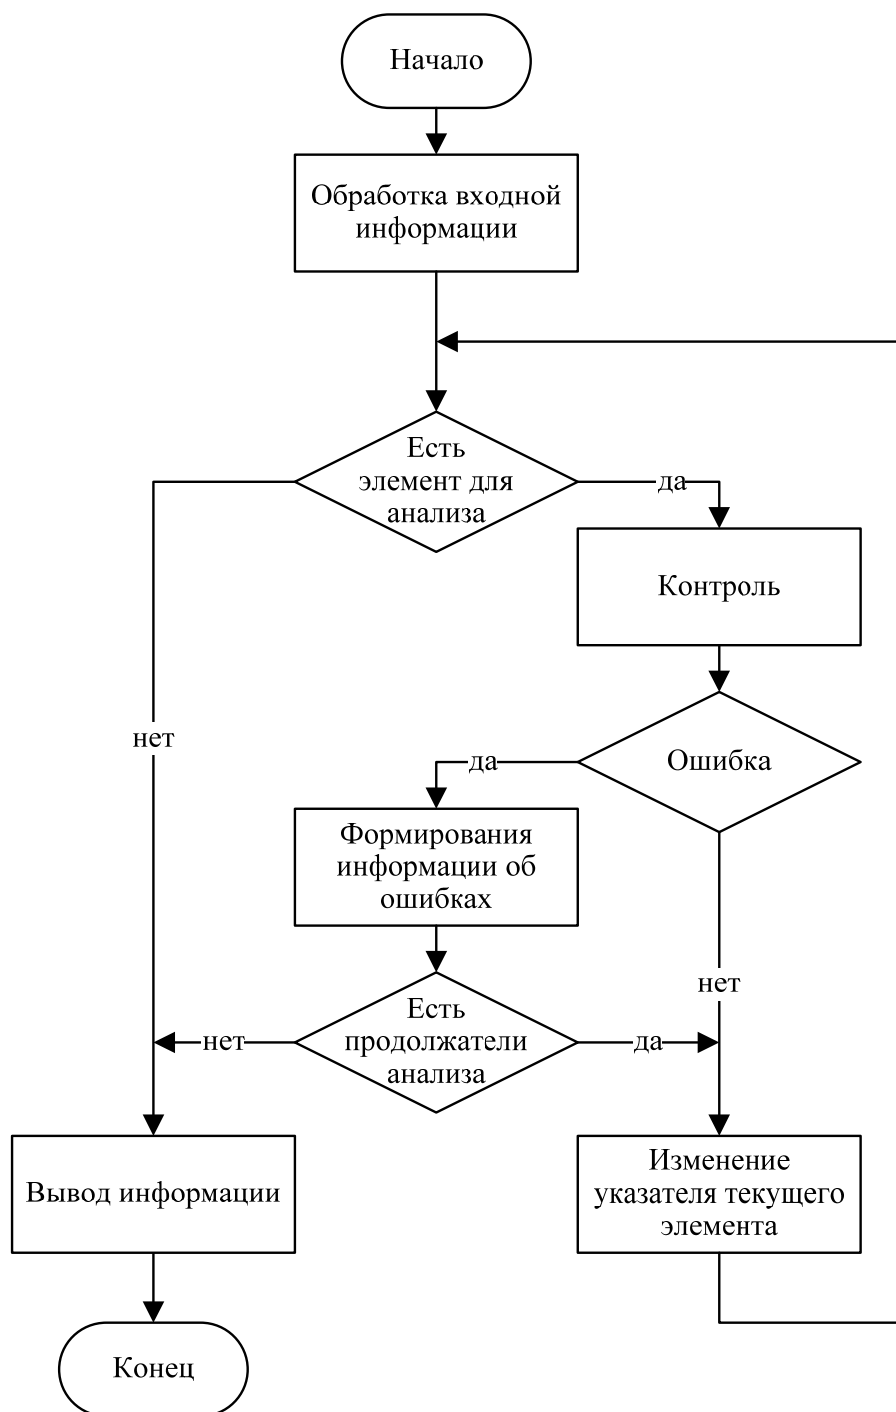 Начало
Обработка входной
информации
Есть
элемент для
анализа
да
Контроль
нет
Ошибка
да
Формирования
информации об
ошибках
нет
Есть
продолжатели
анализа
нет
да
Вывод информации
Изменение
указателя текущего
элемента
Конец